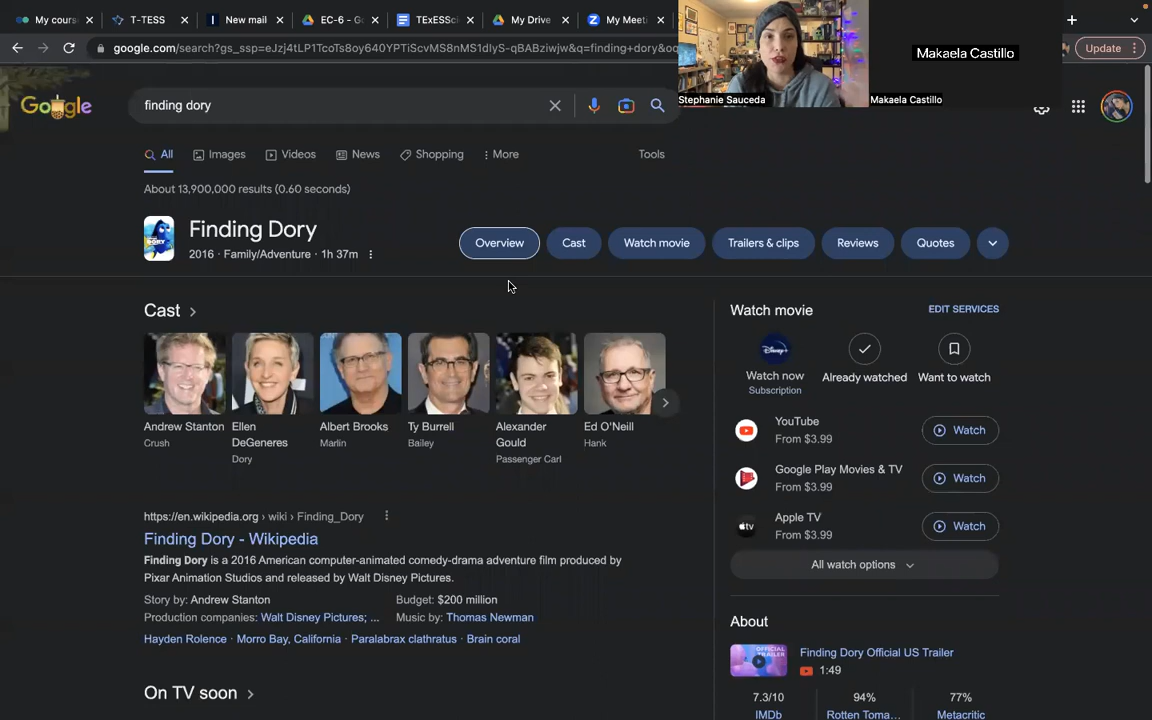 My cours
T-TESS
New mail
EC-6 - G
TExESSci
My Drive
My Meeti
google.com/search?gs_ssp=eJzj4tLP1TcoTs8oy640YPTiScvMS8nMS1dIyS-qBABziwjw&q=finding+dory&oq
Update
Makaela Castillo
Stephanie Sauceda
Makaela Castillo
Google
finding dory
All
Images
Videos
News
Shopping
More
Tools
About 13,900,000 results (0.60 seconds)
Finding Dory
2016 · Family/Adventure · 1h 37m
Overview
Cast
Watch movie
Trailers & clips
Reviews
Quotes
Cast
Andrew Stanton
Crush
Ellen
DeGeneres
Dory
Albert Brooks
Marlin
Ty Burrell
Bailey
Alexander
Gould
Passenger Carl
Ed O'Neill
Hank
https://en.wikipedia.org › wiki › Finding_Dory
Finding Dory - Wikipedia
Finding Dory is a 2016 American computer-animated comedy-drama adventure film produced by
Pixar Animation Studios and released by Walt Disney Pictures.
Story by: Andrew Stanton
Budget: $200 million
Production companies: Walt Disney Pictures; ...
Music by: Thomas Newman
Hayden Rolence · Morro Bay, California · Paralabrax clathratus · Brain coral
On TV soon
Watch movie
EDIT SERVICES
Disney+
Watch now
Subscription
Already watched
Want to watch
YouTube
From $3.99
Watch
Google Play Movies & TV
From $3.99
Watch
tv
Apple TV
From $3.99
Watch
All watch options
About
OFFICIAL
TRAILER
Finding Dory Official US Trailer
1:49
7.3/10
IMDb
94%
Rotten Toma...
77%
Metacritic